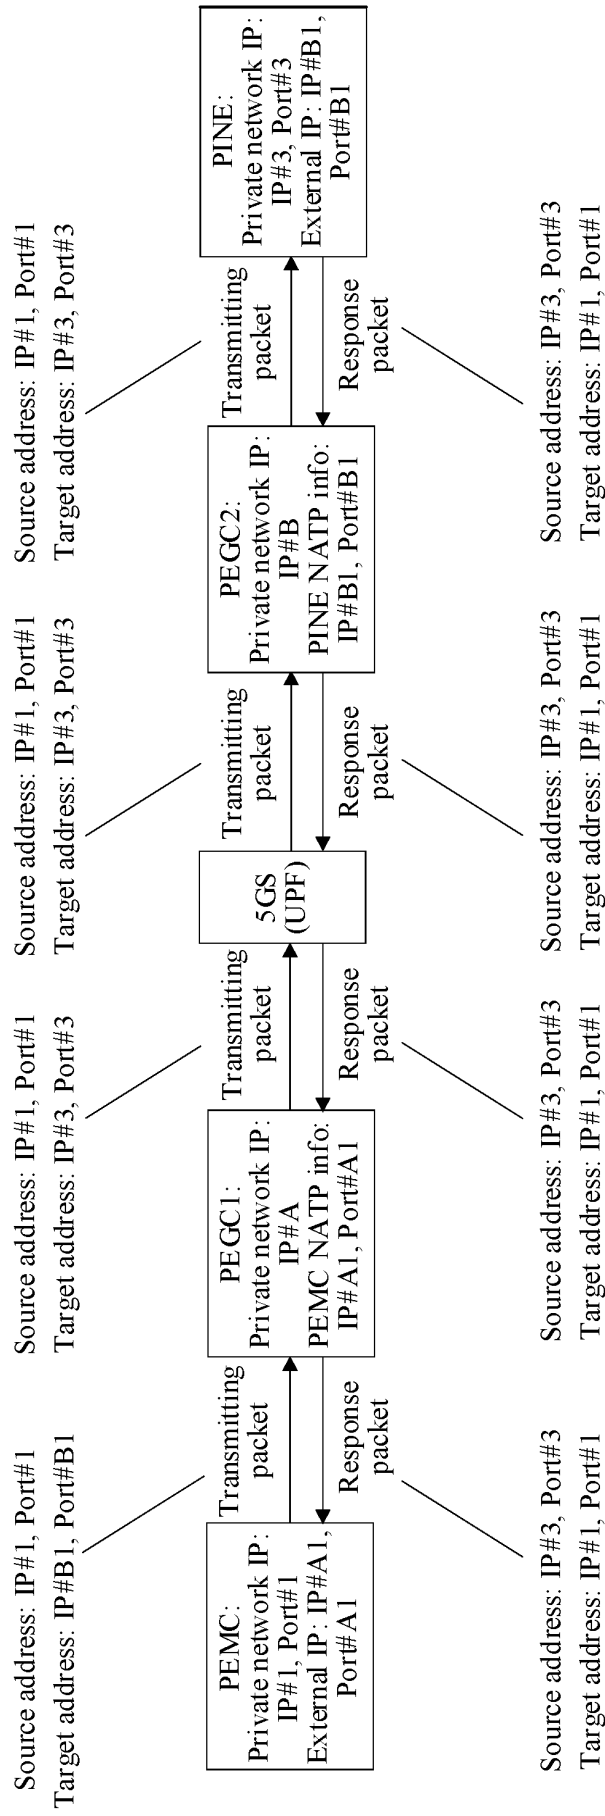 Source address: IP#1, Port#1
Target address: IP#B1, Port#B1
Source address: IP#1, Port#1
Target address: IP#3, Port#3
Source address: IP#1, Port#1
Target address: IP#3, Port#3
Source address: IP#1, Port#1
Target address: IP#3, Port#3
PEMC:
Private network IP:
IP#1, Port#1
External IP: IP#A1,
Port#A1
Transmitting
packet
Response
packet
PEGC1:
Private network IP:
IP#A
PEMC NATP info:
IP#A1, Port#A1
Transmitting
packet
Response
packet
5GS
(UPF)
Transmitting
packet
Response
packet
PEGC2:
Private network IP:
IP#B
PINE NATP info:
IP#B1, Port#B1
Transmitting
packet
Response
packet
PINE:
Private network IP:
IP#3, Port#3
External IP: IP#B1,
Port#B1
Source address: IP#3, Port#3
Target address: IP#1, Port#1
Source address: IP#3, Port#3
Target address: IP#1, Port#1
Source address: IP#3, Port#3
Target address: IP#1, Port#1
Source address: IP#3, Port#3
Target address: IP#1, Port#1